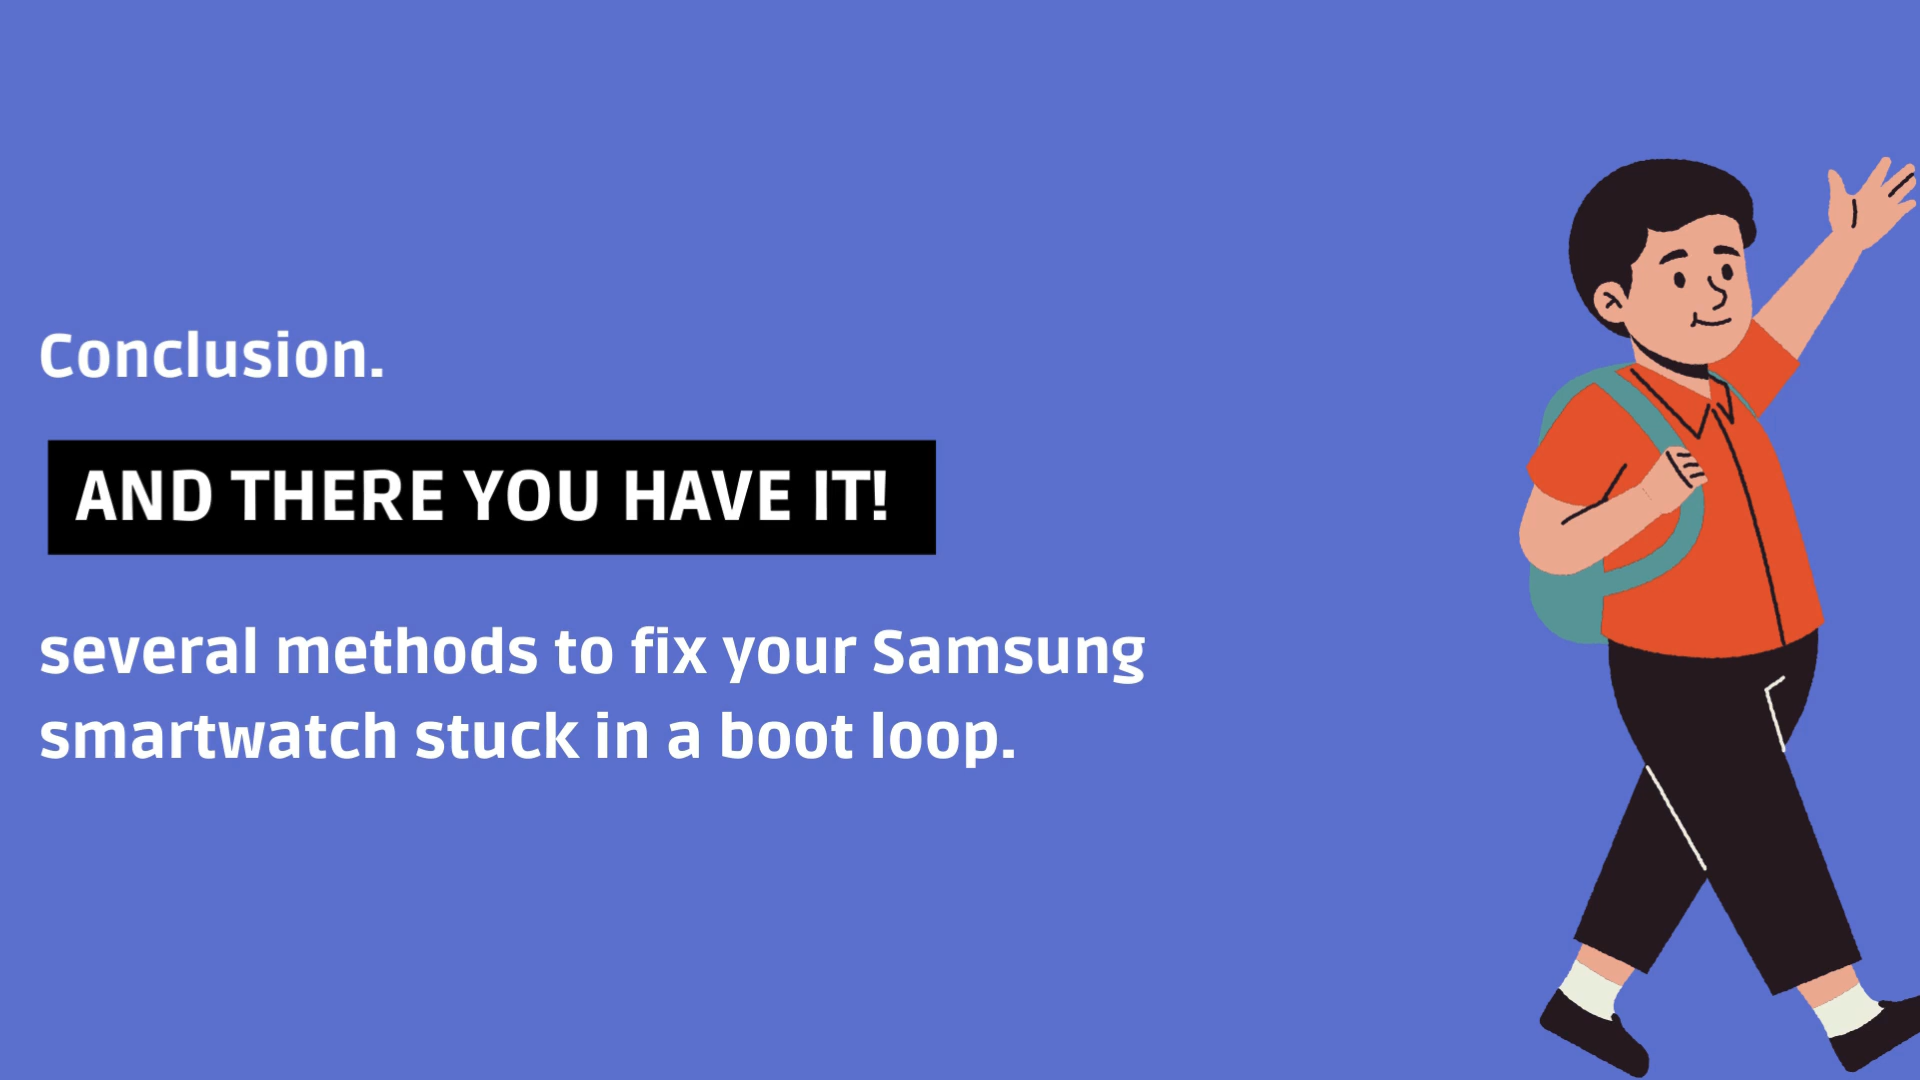 Conclusion.
AND THERE YOU HAVE IT!
several methods to fix your Samsung
smartwatch stuck in a boot loop.